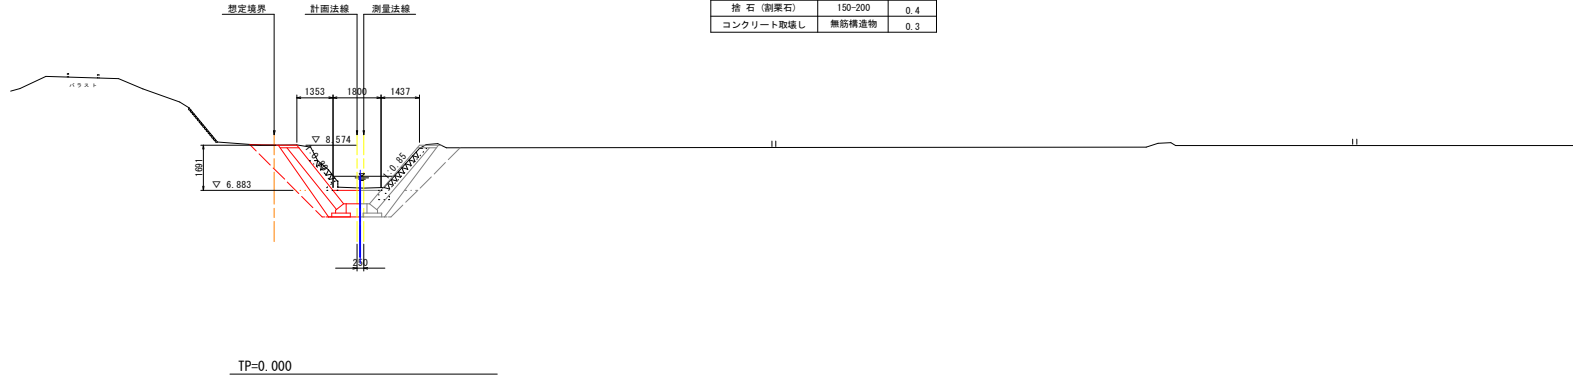 想定境界 計画法線 測量法線
捨 石 (割栗石) 150-200 0.4
コンクリート取壊し 無筋構造物 0.3
バラスト
1353 1800 1437
▽ 8.574
1:0.85
1691
▽ 6.883
250
TP=0.000